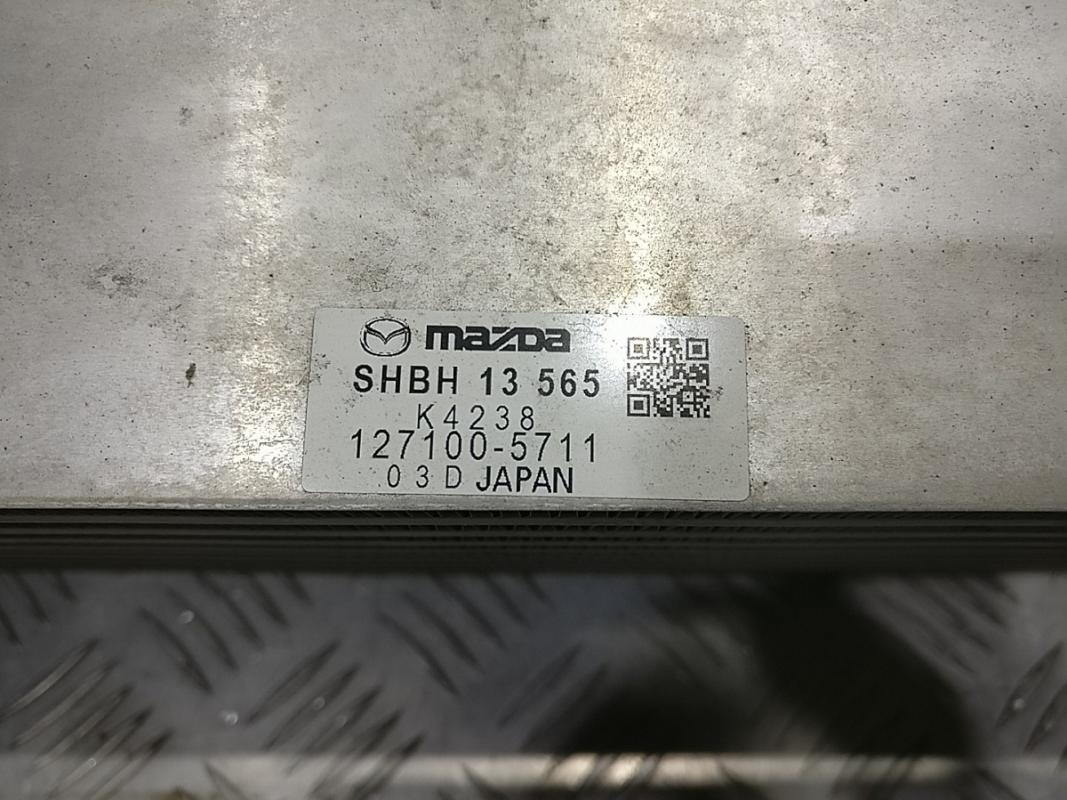 mazda
SHBH 13 565
K4238
127100-5711
03D JAPAN